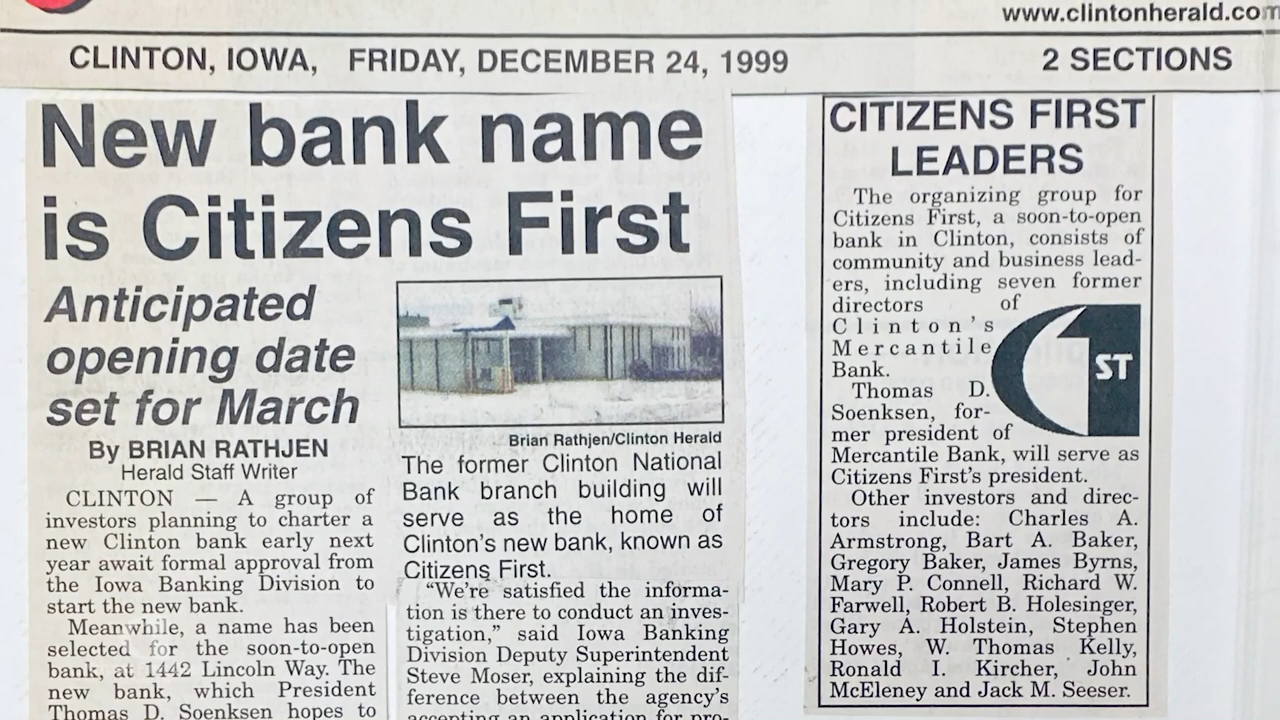 www.clintonherald.com
CLINTON, IOWA, FRIDAY, DECEMBER 24, 1999
2 SECTIONS
New bank name
is Citizens First
Anticipated
opening date
set for March
By BRIAN RATHJEN
Herald Staff Writer
CLINTON — A group of
investors planning to charter a
new Clinton bank early next
year await formal approval from
the Iowa Banking Division to
start the new bank.
Meanwhile, a name has been
selected for the soon-to-open
bank, at 1442 Lincoln Way. The
new bank, which President
Thomas D. Soenksen hopes to
Brian Rathjen/Clinton Herald
The former Clinton National
Bank branch building will
serve as the home of
Clinton's new bank, known as
Citizens First.
“We're satisfied the informa-
tion is there to conduct an inves-
tigation,” said Iowa Banking
Division Deputy Superintendent
Steve Moser, explaining the dif-
ference between the agency's
accepting an application for pro-
CITIZENS FIRST
LEADERS
The organizing group for
Citizens First, a soon-to-open
bank in Clinton, consists of
community and business lead-
ers, including seven former
directors of
Clinton's
Mercantile
Bank.
Thomas D.
Soenksen, for-
mer president of
Mercantile Bank, will serve as
Citizens First's president.
Other investors and direc-
tors include: Charles A.
Armstrong, Bart A. Baker,
Gregory Baker, James Byrns,
Mary P. Connell, Richard W.
Farwell, Robert B. Holesinger,
Gary A. Holstein, Stephen
Howes, W. Thomas Kelly,
Ronald I. Kircher, John
McEleney and Jack M. Seeser.
1ST